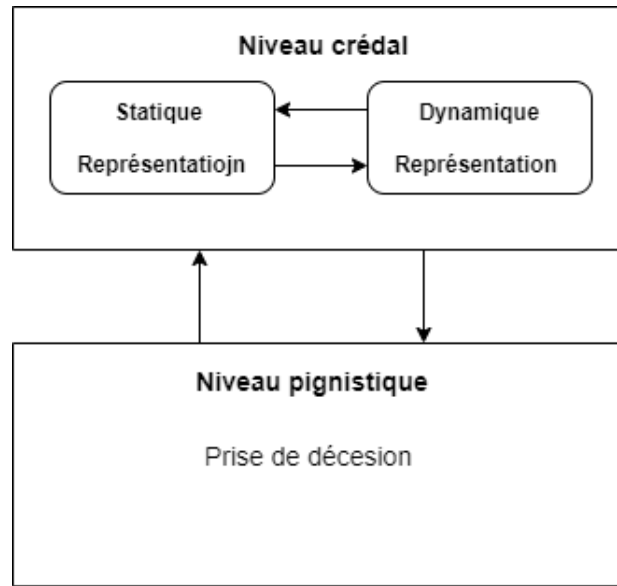 Niveau crédal
Statique
Représentatiojn
Dynamique
Représentation
Niveau pignistique
Prise de décesion